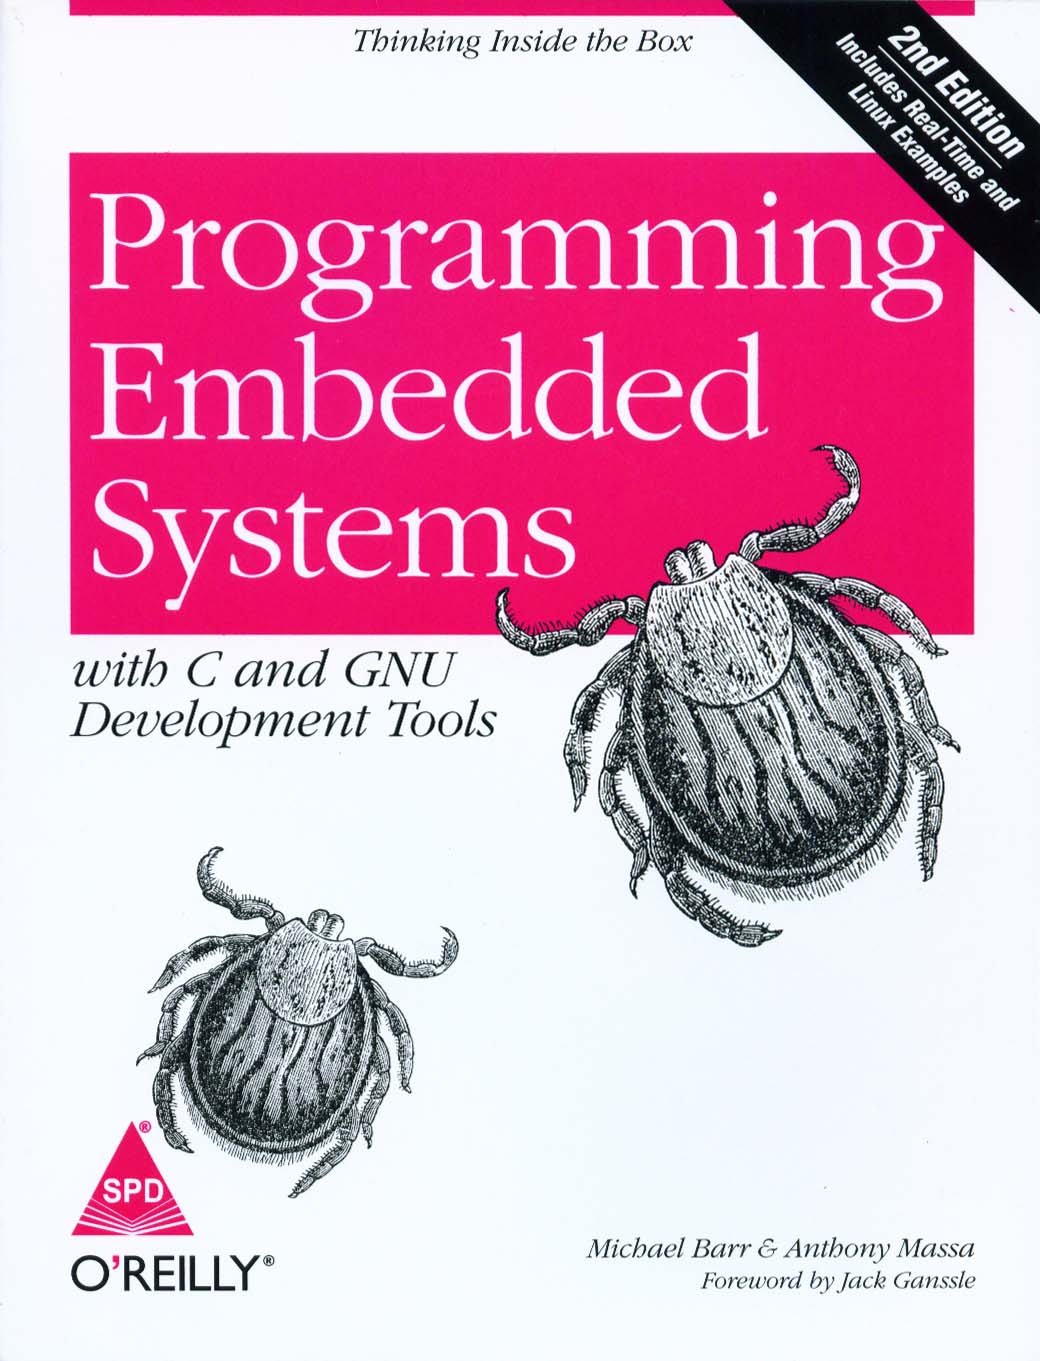 Thinking Inside the Box
2nd Edition
Includes Real-Time and
Linux Examples
Programming
Embedded
Systems
with C and GNU
Development Tools
®
SPD
O'REILLY®
Michael Barr & Anthony Massa
Foreword by Jack Ganssle